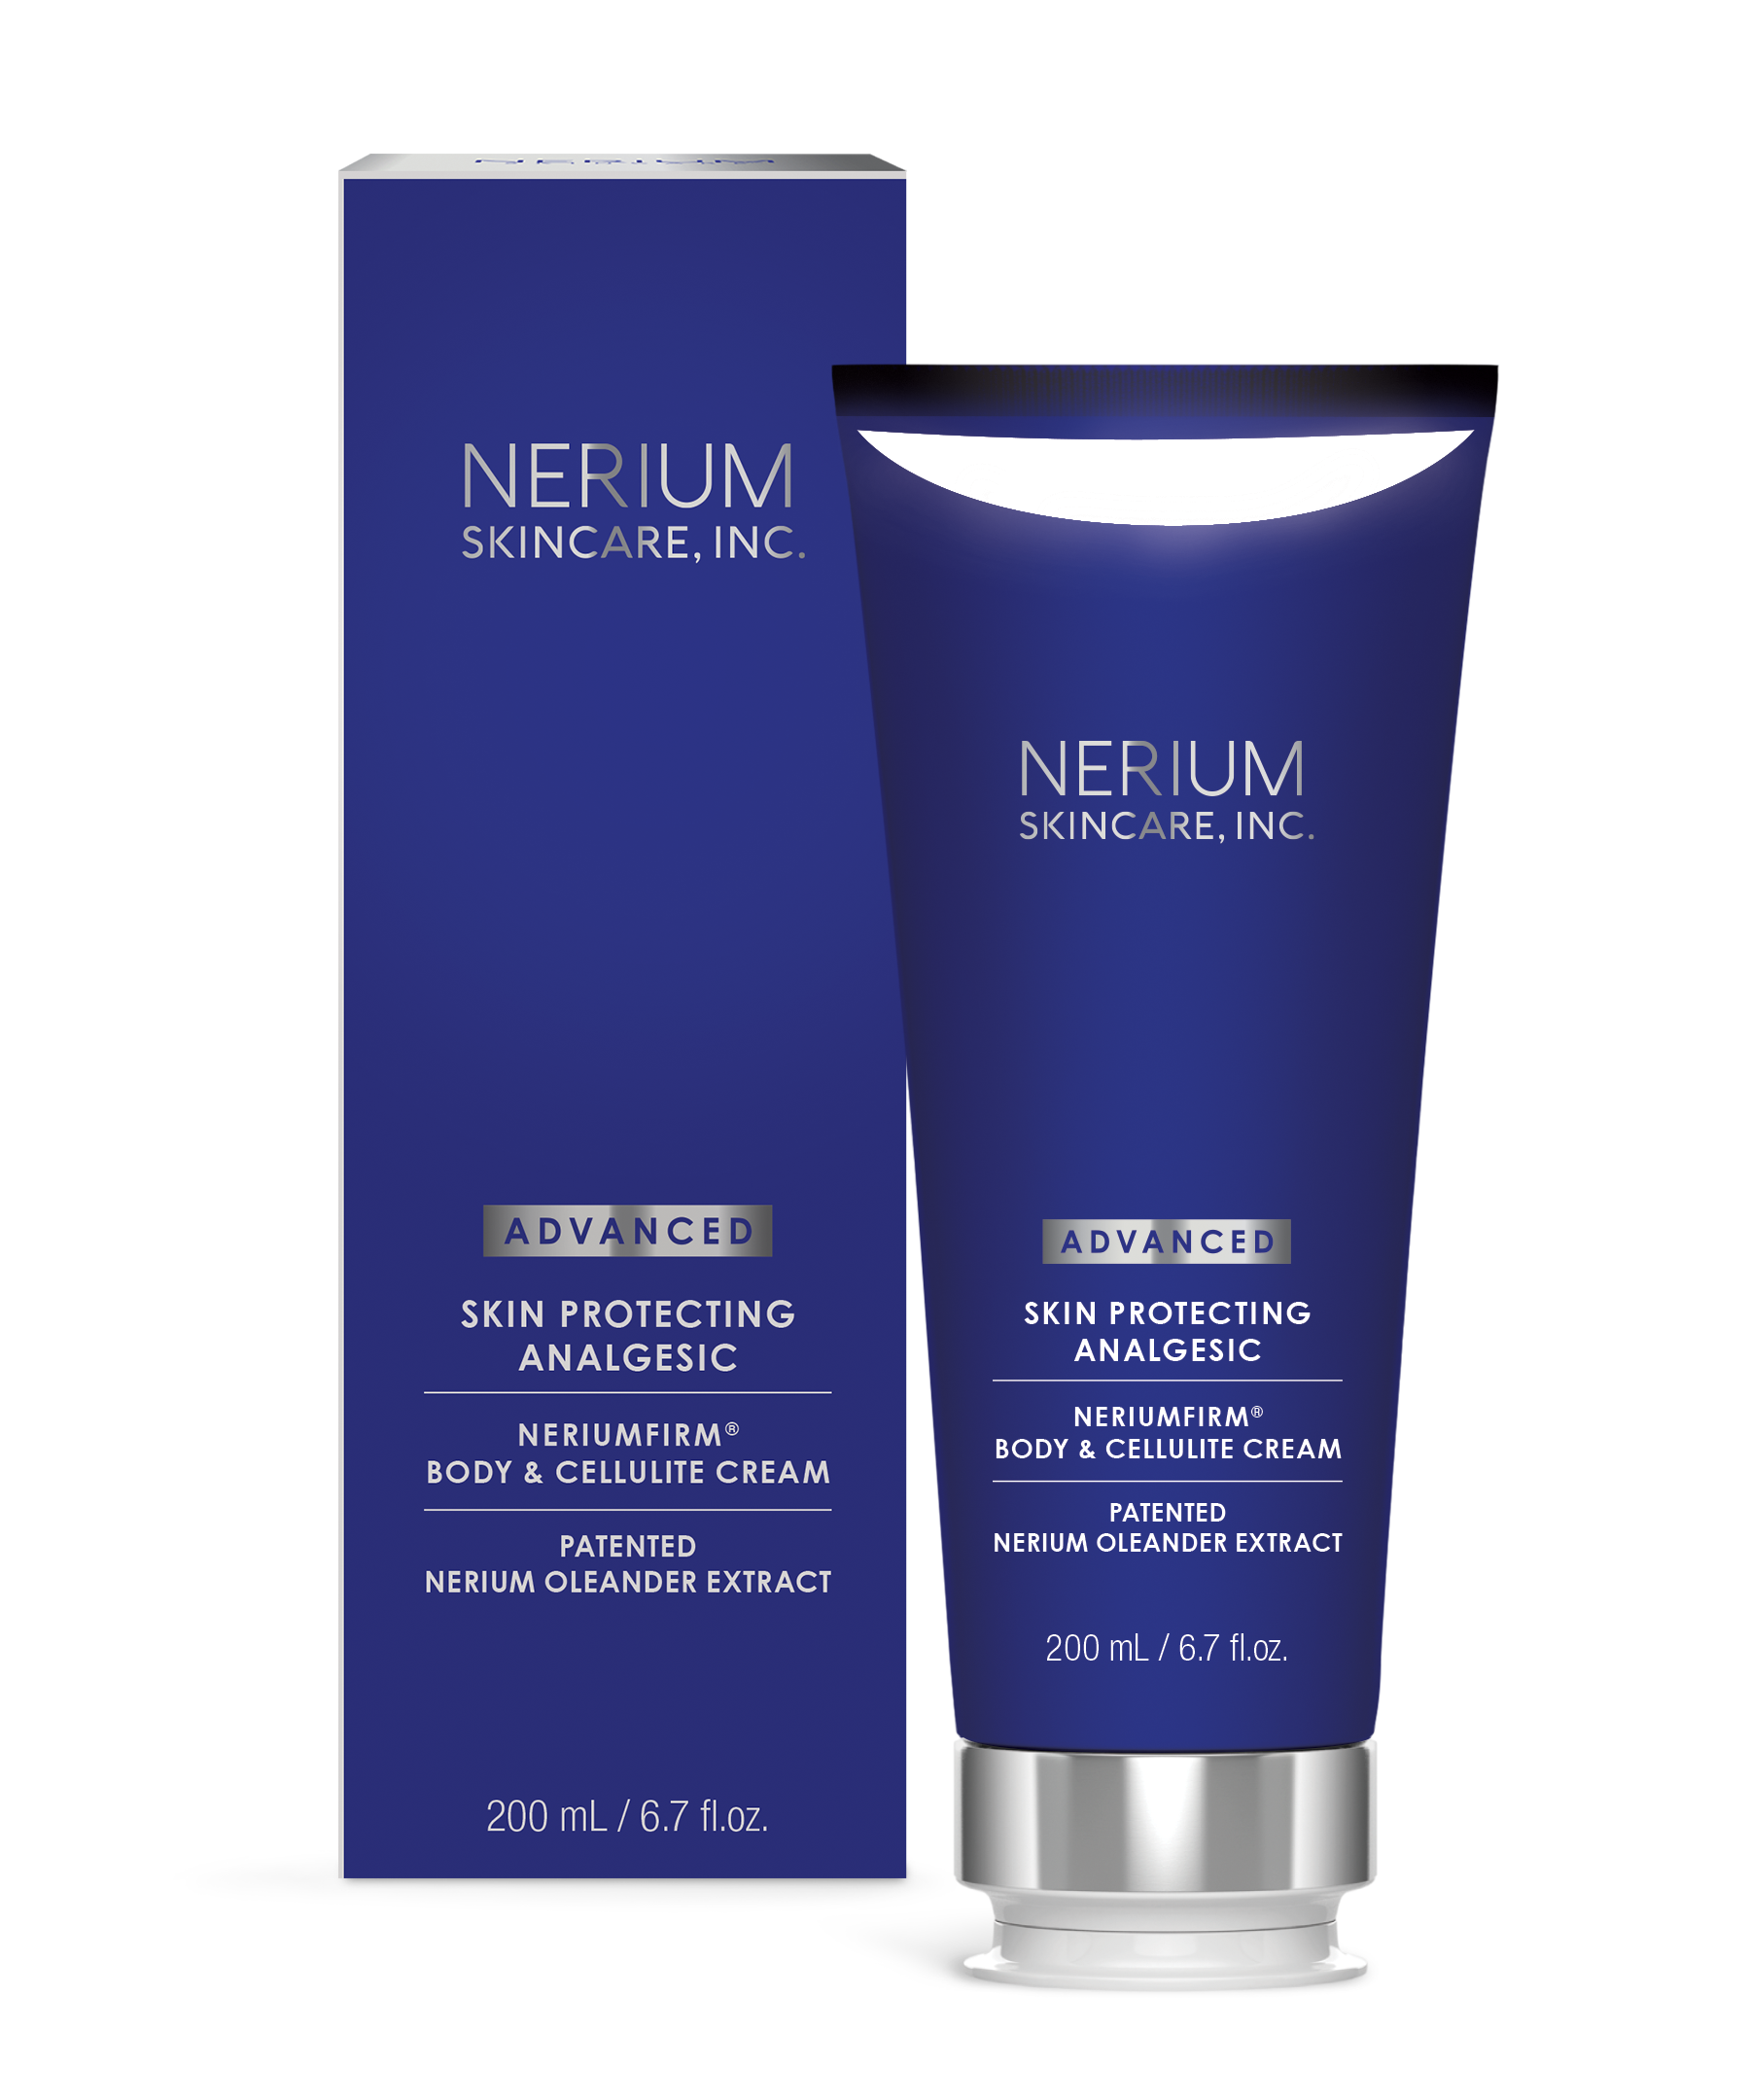 NERIUM
NERIUM
SKINCARE, INC.
ADVANCED
SKIN PROTECTING
ANALGESIC
NERIUMFIRM®
BODY & CELLULITE CREAM
PATENTED
NERIUM OLEANDER EXTRACT
200 mL / 6.7 fl.oz.
NERIUM
SKINCARE, INC.
ADVANCED
SKIN PROTECTING
ANALGESIC
NERIUMFIRM®
BODY & CELLULITE CREAM
PATENTED
NERIUM OLEANDER EXTRACT
200 mL / 6.7 fl.oz.